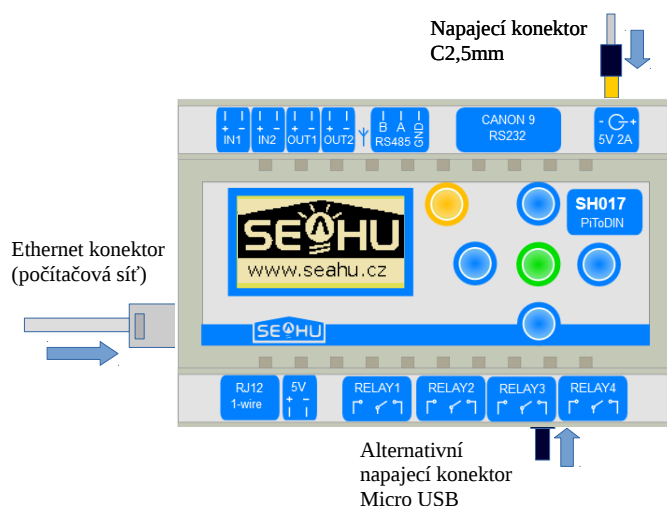 Napajecí konektor
C2,5mm
+ - + - + - + - B A GND - +
IN1 IN2 OUT1 OUT2 RS485
CANON 9
RS232
5V 2A
SEAHU
www.seahu.cz
SH017
PiToDIN
Ethernet konektor
(počítačová síť)
SEAHU
RJ12
1-wire
5V
+ -
RELAY1 RELAY2 RELAY3 RELAY4
Alternativní
napajecí konektor
Micro USB